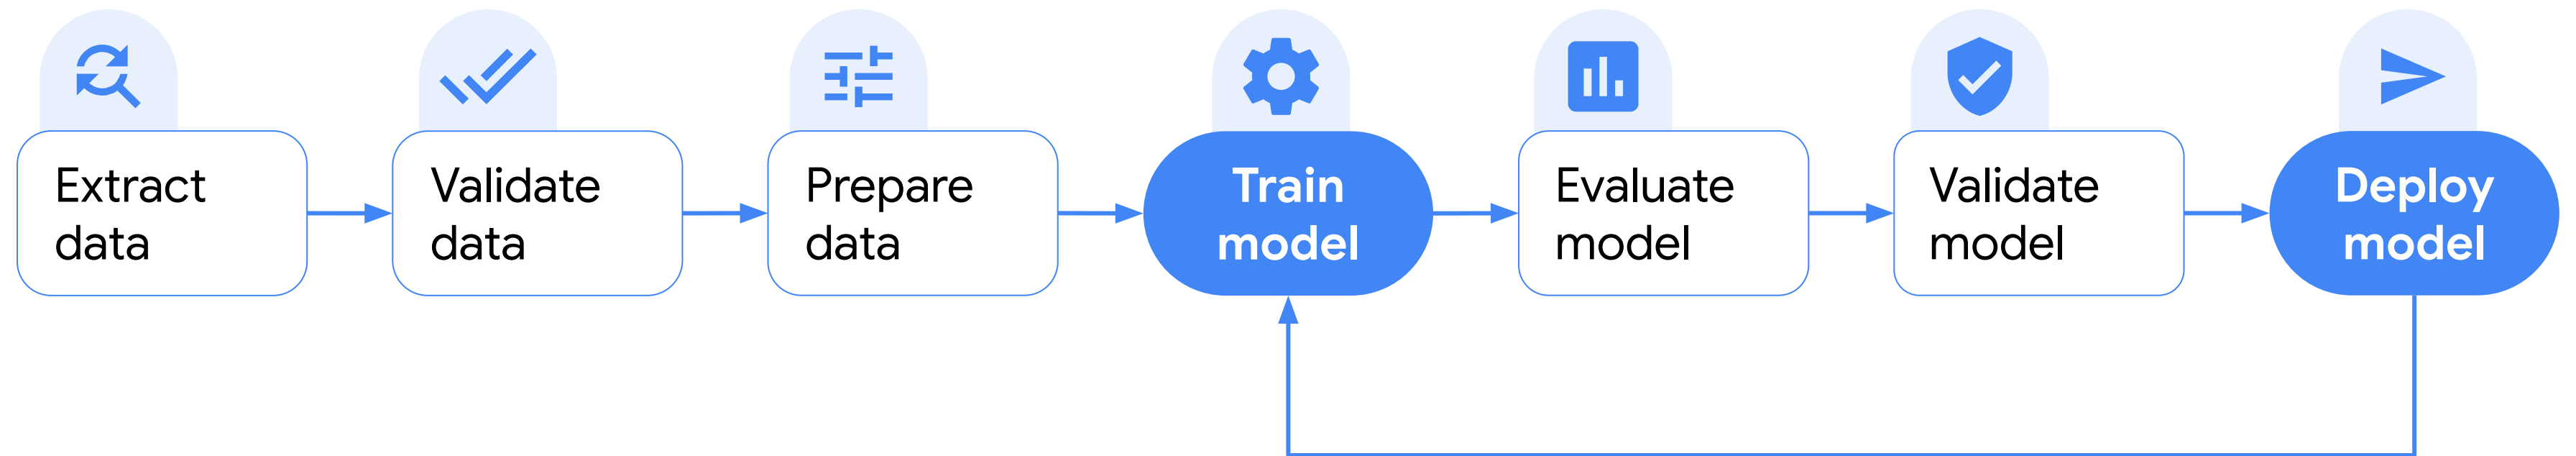 Extract
data
Validate
data
Prepare
data
Train
model
Evaluate
model
Validate
model
Deploy
model